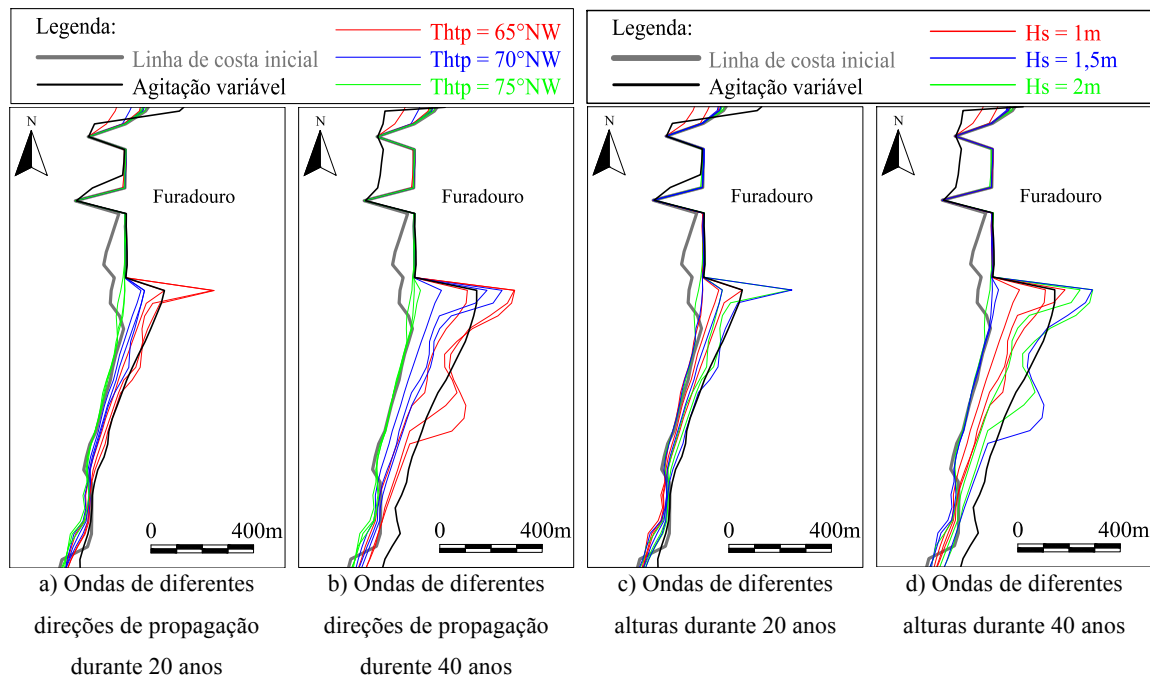 Legenda:
Linha de costa inicial
Agitação variável
Thtp = 65°NW
Thtp = 70°NW
Thtp = 75°NW
Legenda:
Linha de costa inicial
Agitação variável
Hs = 1m
Hs = 1,5m
Hs = 2m
N
Furadouro
0 400m
N
Furadouro
0 400m
N
Furadouro
0 400m
N
Furadouro
0 400m
a) Ondas de diferentes
direções de propagação
durante 20 anos
b) Ondas de diferentes
direções de propagação
durente 40 anos
c) Ondas de diferentes
alturas durante 20 anos
d) Ondas de diferentes
alturas durante 40 anos